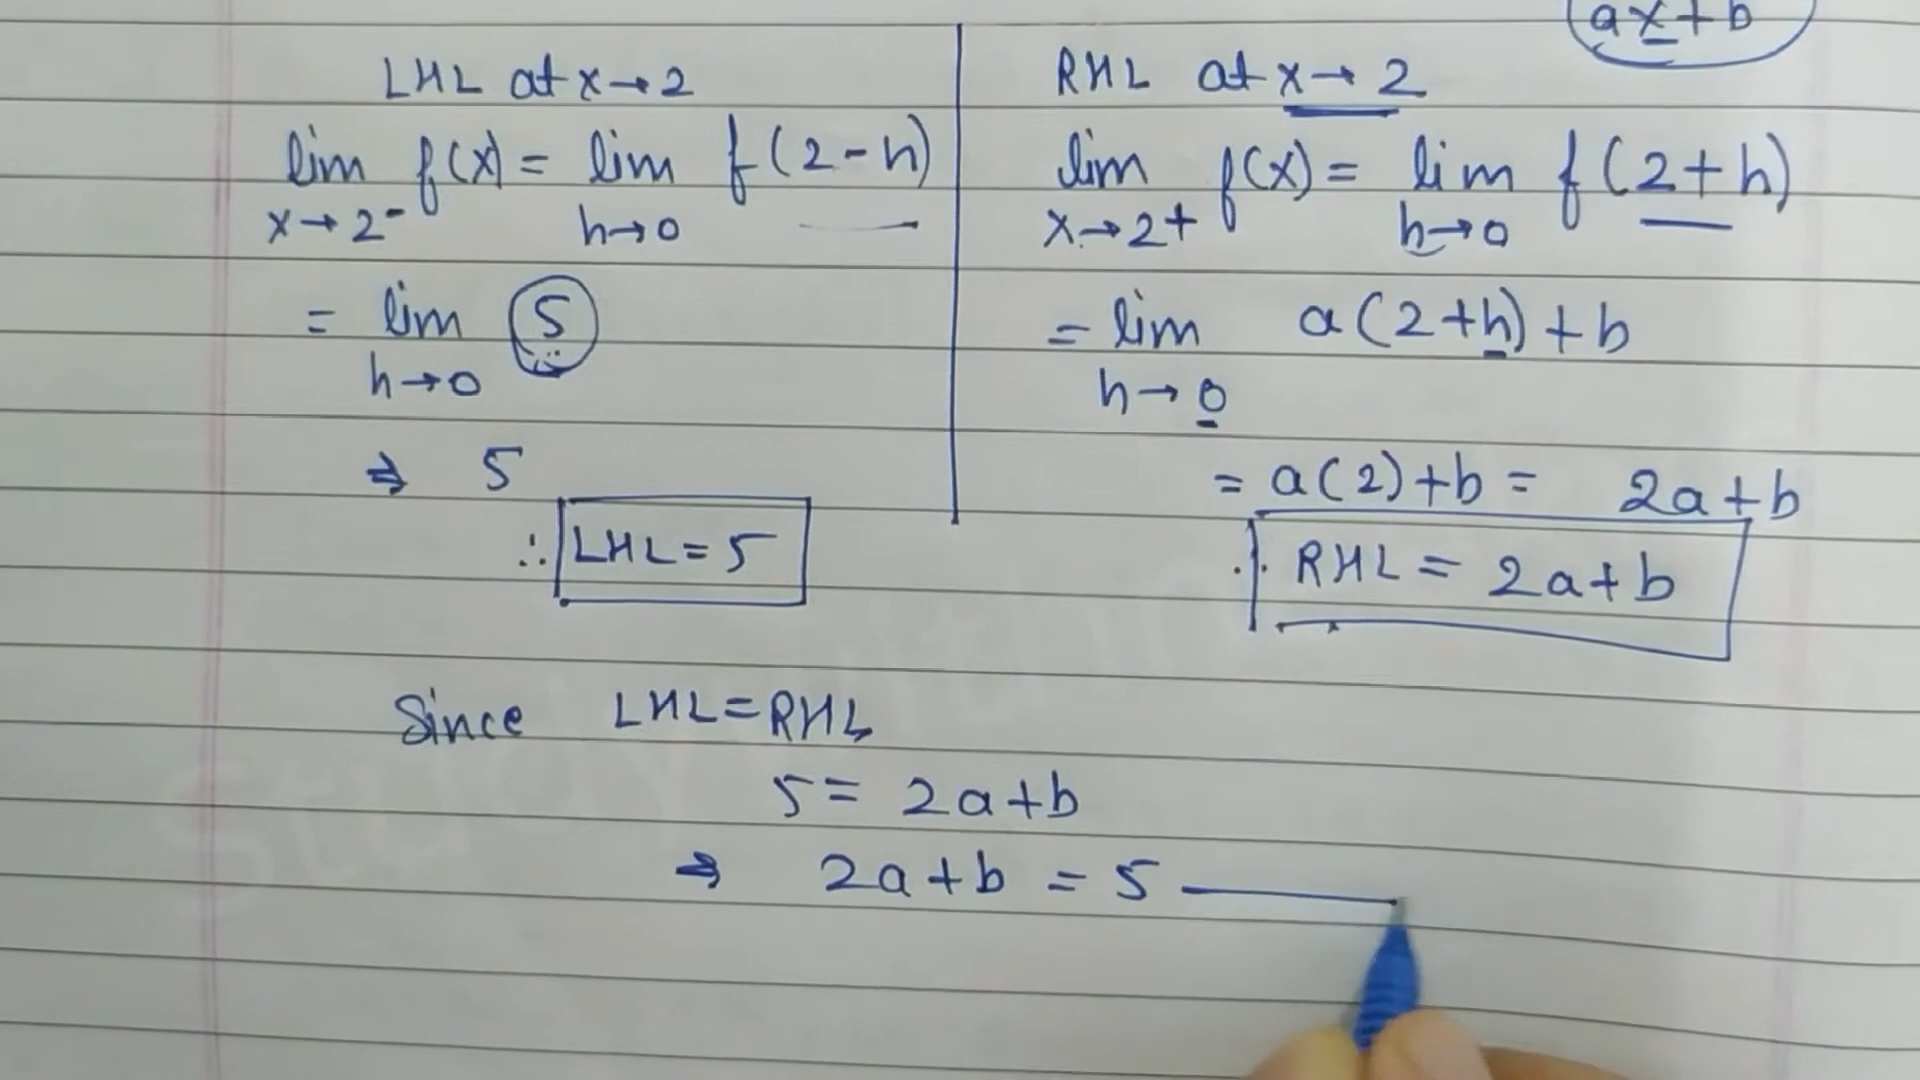 ax+b
LHL at x→2
lim f(x) = lim f(2-h)
x→2- h→0
= lim 5
h→0
⇒ 5
∴ LHL = 5
RHL at x→2
lim f(x) = lim f(2+h)
x→2+ h→0
= lim a(2+h)+b
h→0
= a(2)+b = 2a+b
∴ RHL = 2a+b
Since LHL=RHL
5 = 2a+b
⇒ 2a+b = 5